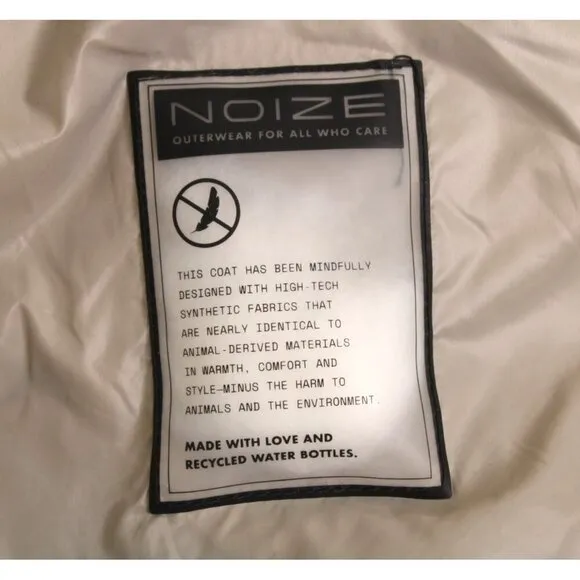 NOIZE
OUTERWEAR FOR ALL WHO CARE
THIS COAT HAS BEEN MINDFULLY
DESIGNED WITH HIGH-TECH
SYNTHETIC FABRICS THAT
ARE NEARLY IDENTICAL TO
ANIMAL-DERIVED MATERIALS
IN WARMTH, COMFORT AND
STYLE—MINUS THE HARM TO
ANIMALS AND THE ENVIRONMENT.
MADE WITH LOVE AND
RECYCLED WATER BOTTLES.